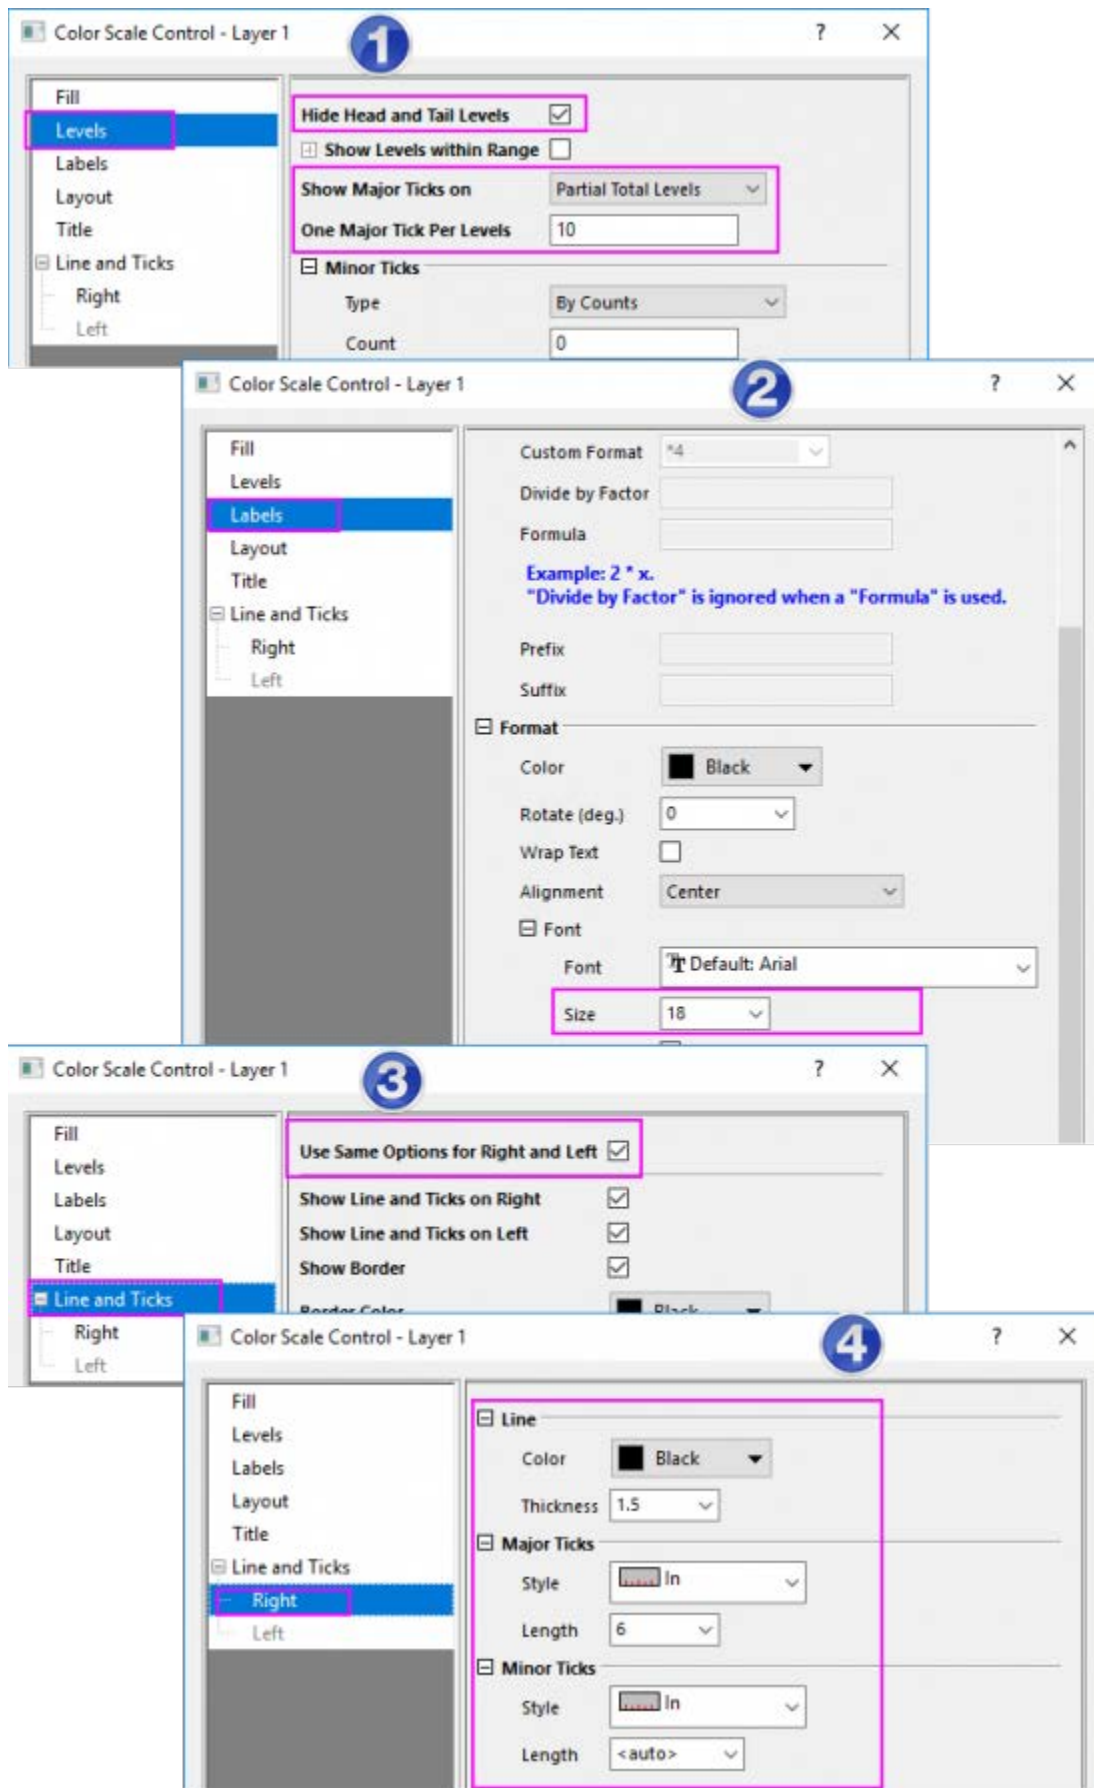 Color Scale Control - Layer 1
1
?
Fill
Levels
Labels
Layout
Title
Line and Ticks
Right
Left
Hide Head and Tail Levels
Show Levels within Range
Show Major Ticks on Partial Total Levels
One Major Tick Per Levels 10
Minor Ticks
Type By Counts
Count 0
Color Scale Control - Layer 1
2
?
Fill
Levels
Labels
Layout
Title
Line and Ticks
Right
Left
Custom Format *4
Divide by Factor
Formula
Example: 2 * x.
"Divide by Factor" is ignored when a "Formula" is used.
Prefix
Suffix
Format
Color Black
Rotate (deg.) 0
Wrap Text
Alignment Center
Font
Font Default: Arial
Size 18
Color Scale Control - Layer 1
3
?
Fill
Levels
Labels
Layout
Title
Line and Ticks
Right
Left
Use Same Options for Right and Left
Show Line and Ticks on Right
Show Line and Ticks on Left
Show Border
Border Color Black
Color Scale Control - Layer 1
4
?
Fill
Levels
Labels
Layout
Title
Line and Ticks
Right
Left
Line
Color Black
Thickness 1.5
Major Ticks
Style In
Length 6
Minor Ticks
Style In
Length <auto>